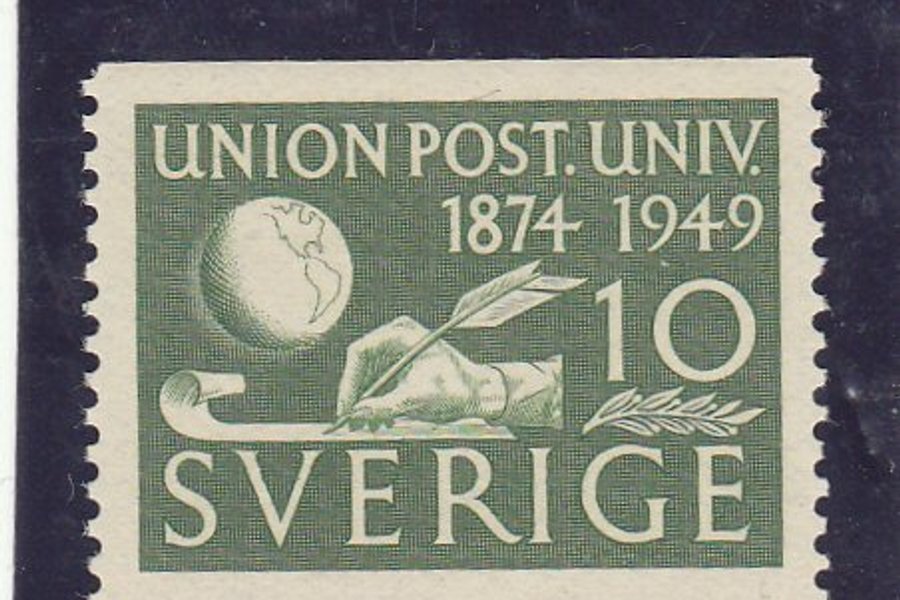 UNION POST. UNIV.
1874 1949
10
SVERIGE